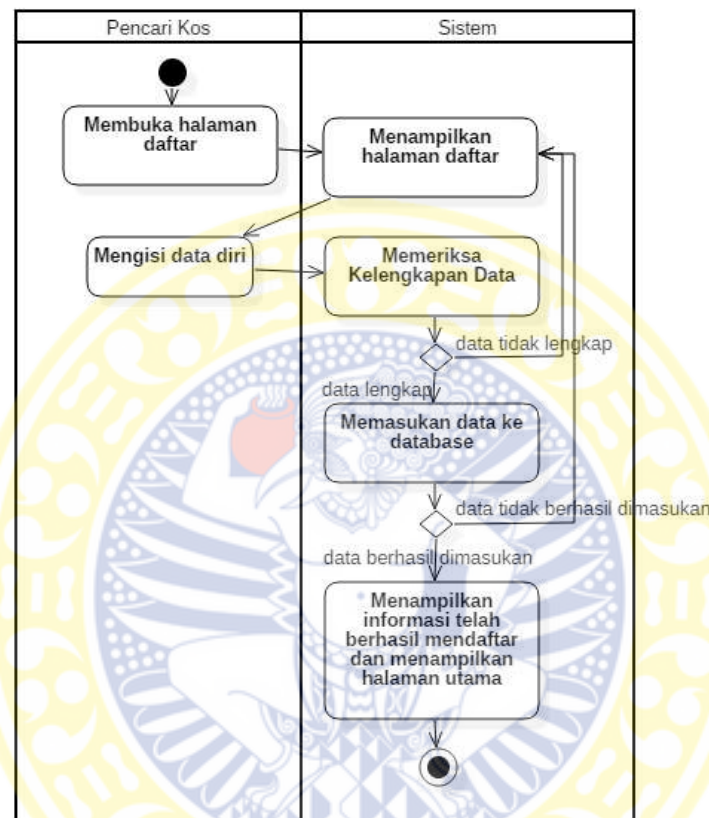 Pencari Kos
Sistem
Membuka halaman
daftar
Menampilkan
halaman daftar
Mengisi data diri
Memeriksa
Kelengkapan Data
data tidak lengkap
data lengkap
Memasukan data ke
database
data tidak berhasil dimasukan
data berhasil dimasukan
Menampilkan
informasi telah
berhasil mendaftar
dan menampilkan
halaman utama